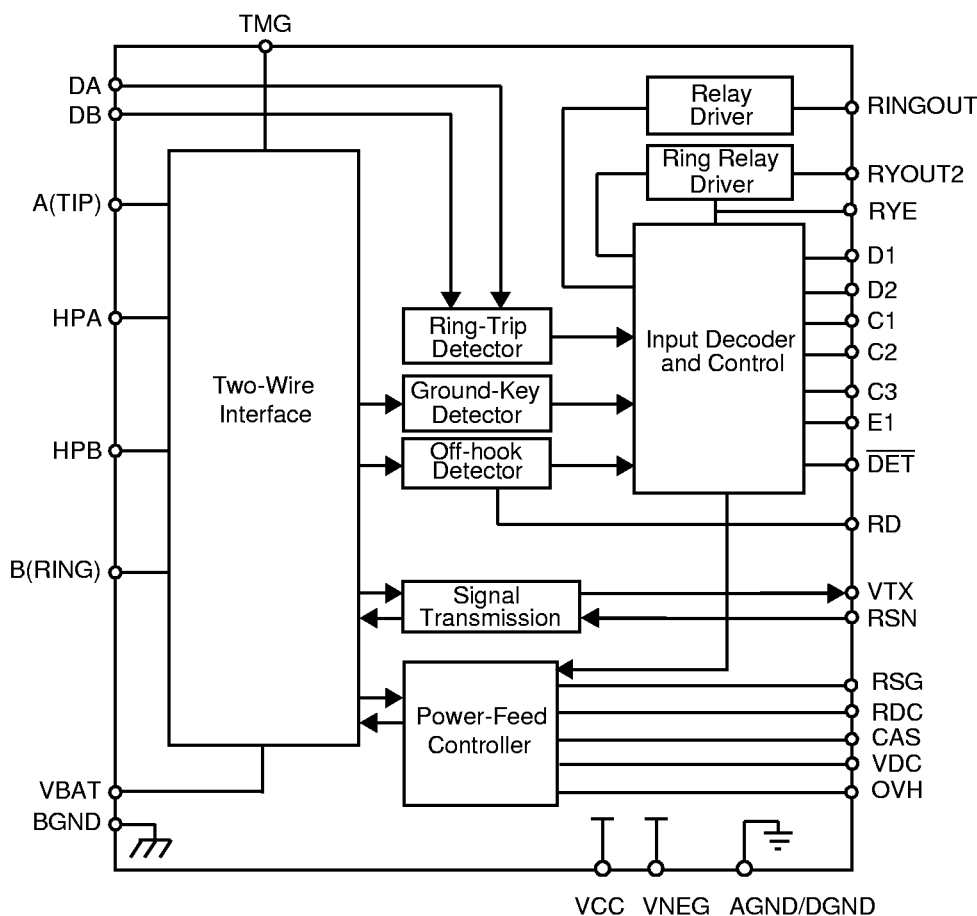 TMG
DA
DB
A(TIP)
HPA
HPB
B(RING)
VBAT
BGND
Two-Wire
Interface
Ring-Trip
Detector
Ground-Key
Detector
Off-hook
Detector
Signal
Transmission
Power-Feed
Controller
Relay
Driver
Ring Relay
Driver
Input Decoder
and Control
RINGOUT
RYOUT2
RYE
D1
D2
C1
C2
C3
E1
D̅E̅T̅
RD
VTX
RSN
RSG
RDC
CAS
VDC
OVH
VCC VNEG AGND/DGND